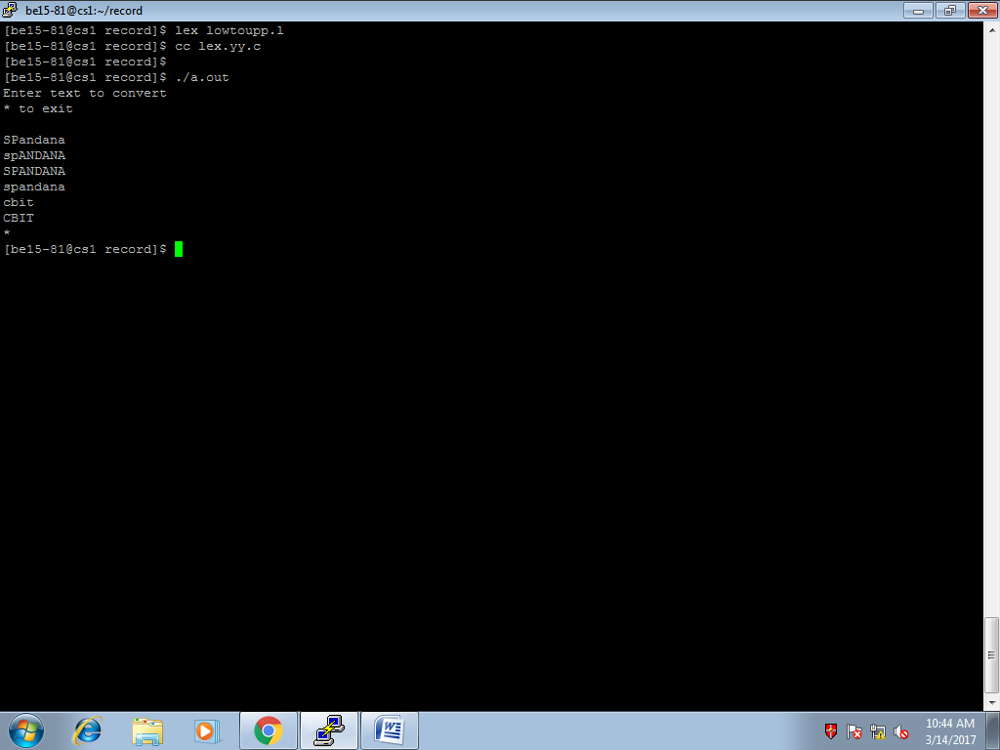 be15-81@cs1:~/record
[be15-81@cs1 record]$ lex lowtoupp.l
[be15-81@cs1 record]$ cc lex.yy.c
[be15-81@cs1 record]$
[be15-81@cs1 record]$ ./a.out
Enter text to convert
* to exit
SPandana
spANDANA
SPANDANA
spandana
cbit
CBIT
*
[be15-81@cs1 record]$
10:44 AM
3/14/2017